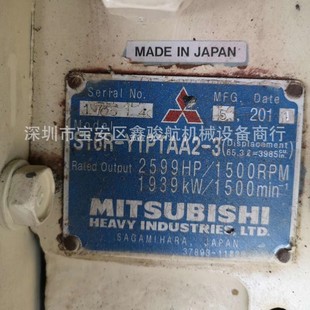 MADE IN JAPAN
Serial No.
MFG. Date
Model
深圳市宝安区鑫骏航机械设备商行
S16R-Y1PTAA2-3
(Displacement)
Rated Output 2599HP/1500RPM
1939kW/1500min⁻¹
MITSUBISHI
HEAVY INDUSTRIES, LTD.
SAGAMIHARA, JAPAN